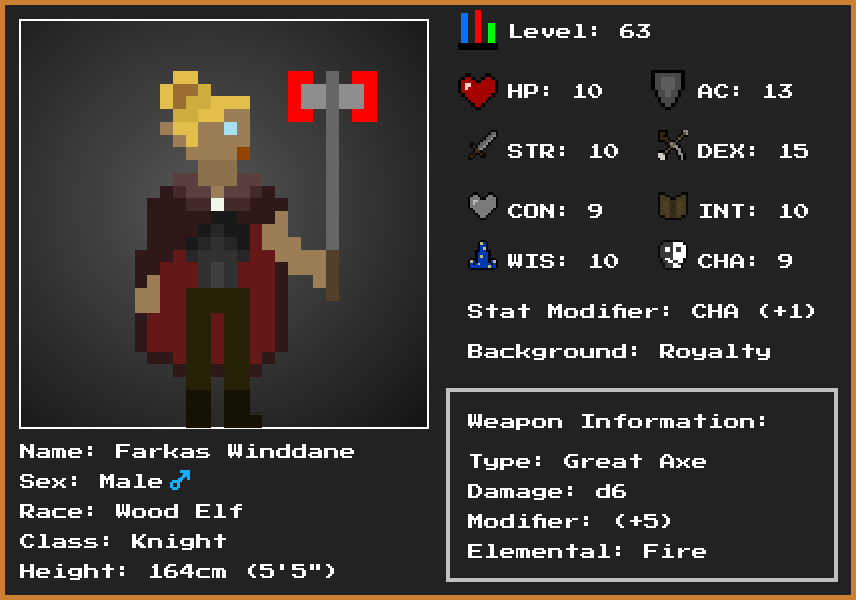 Level: 63
HP: 10
AC: 13
STR: 10
DEX: 15
CON: 9
INT: 10
WIS: 10
CHA: 9
Stat Modifier: CHA (+1)
Background: Royalty
Weapon Information:
Type: Great Axe
Damage: d6
Modifier: (+5)
Elemental: Fire
Name: Farkas Winddane
Sex: Male ♂
Race: Wood Elf
Class: Knight
Height: 164cm (5'5")